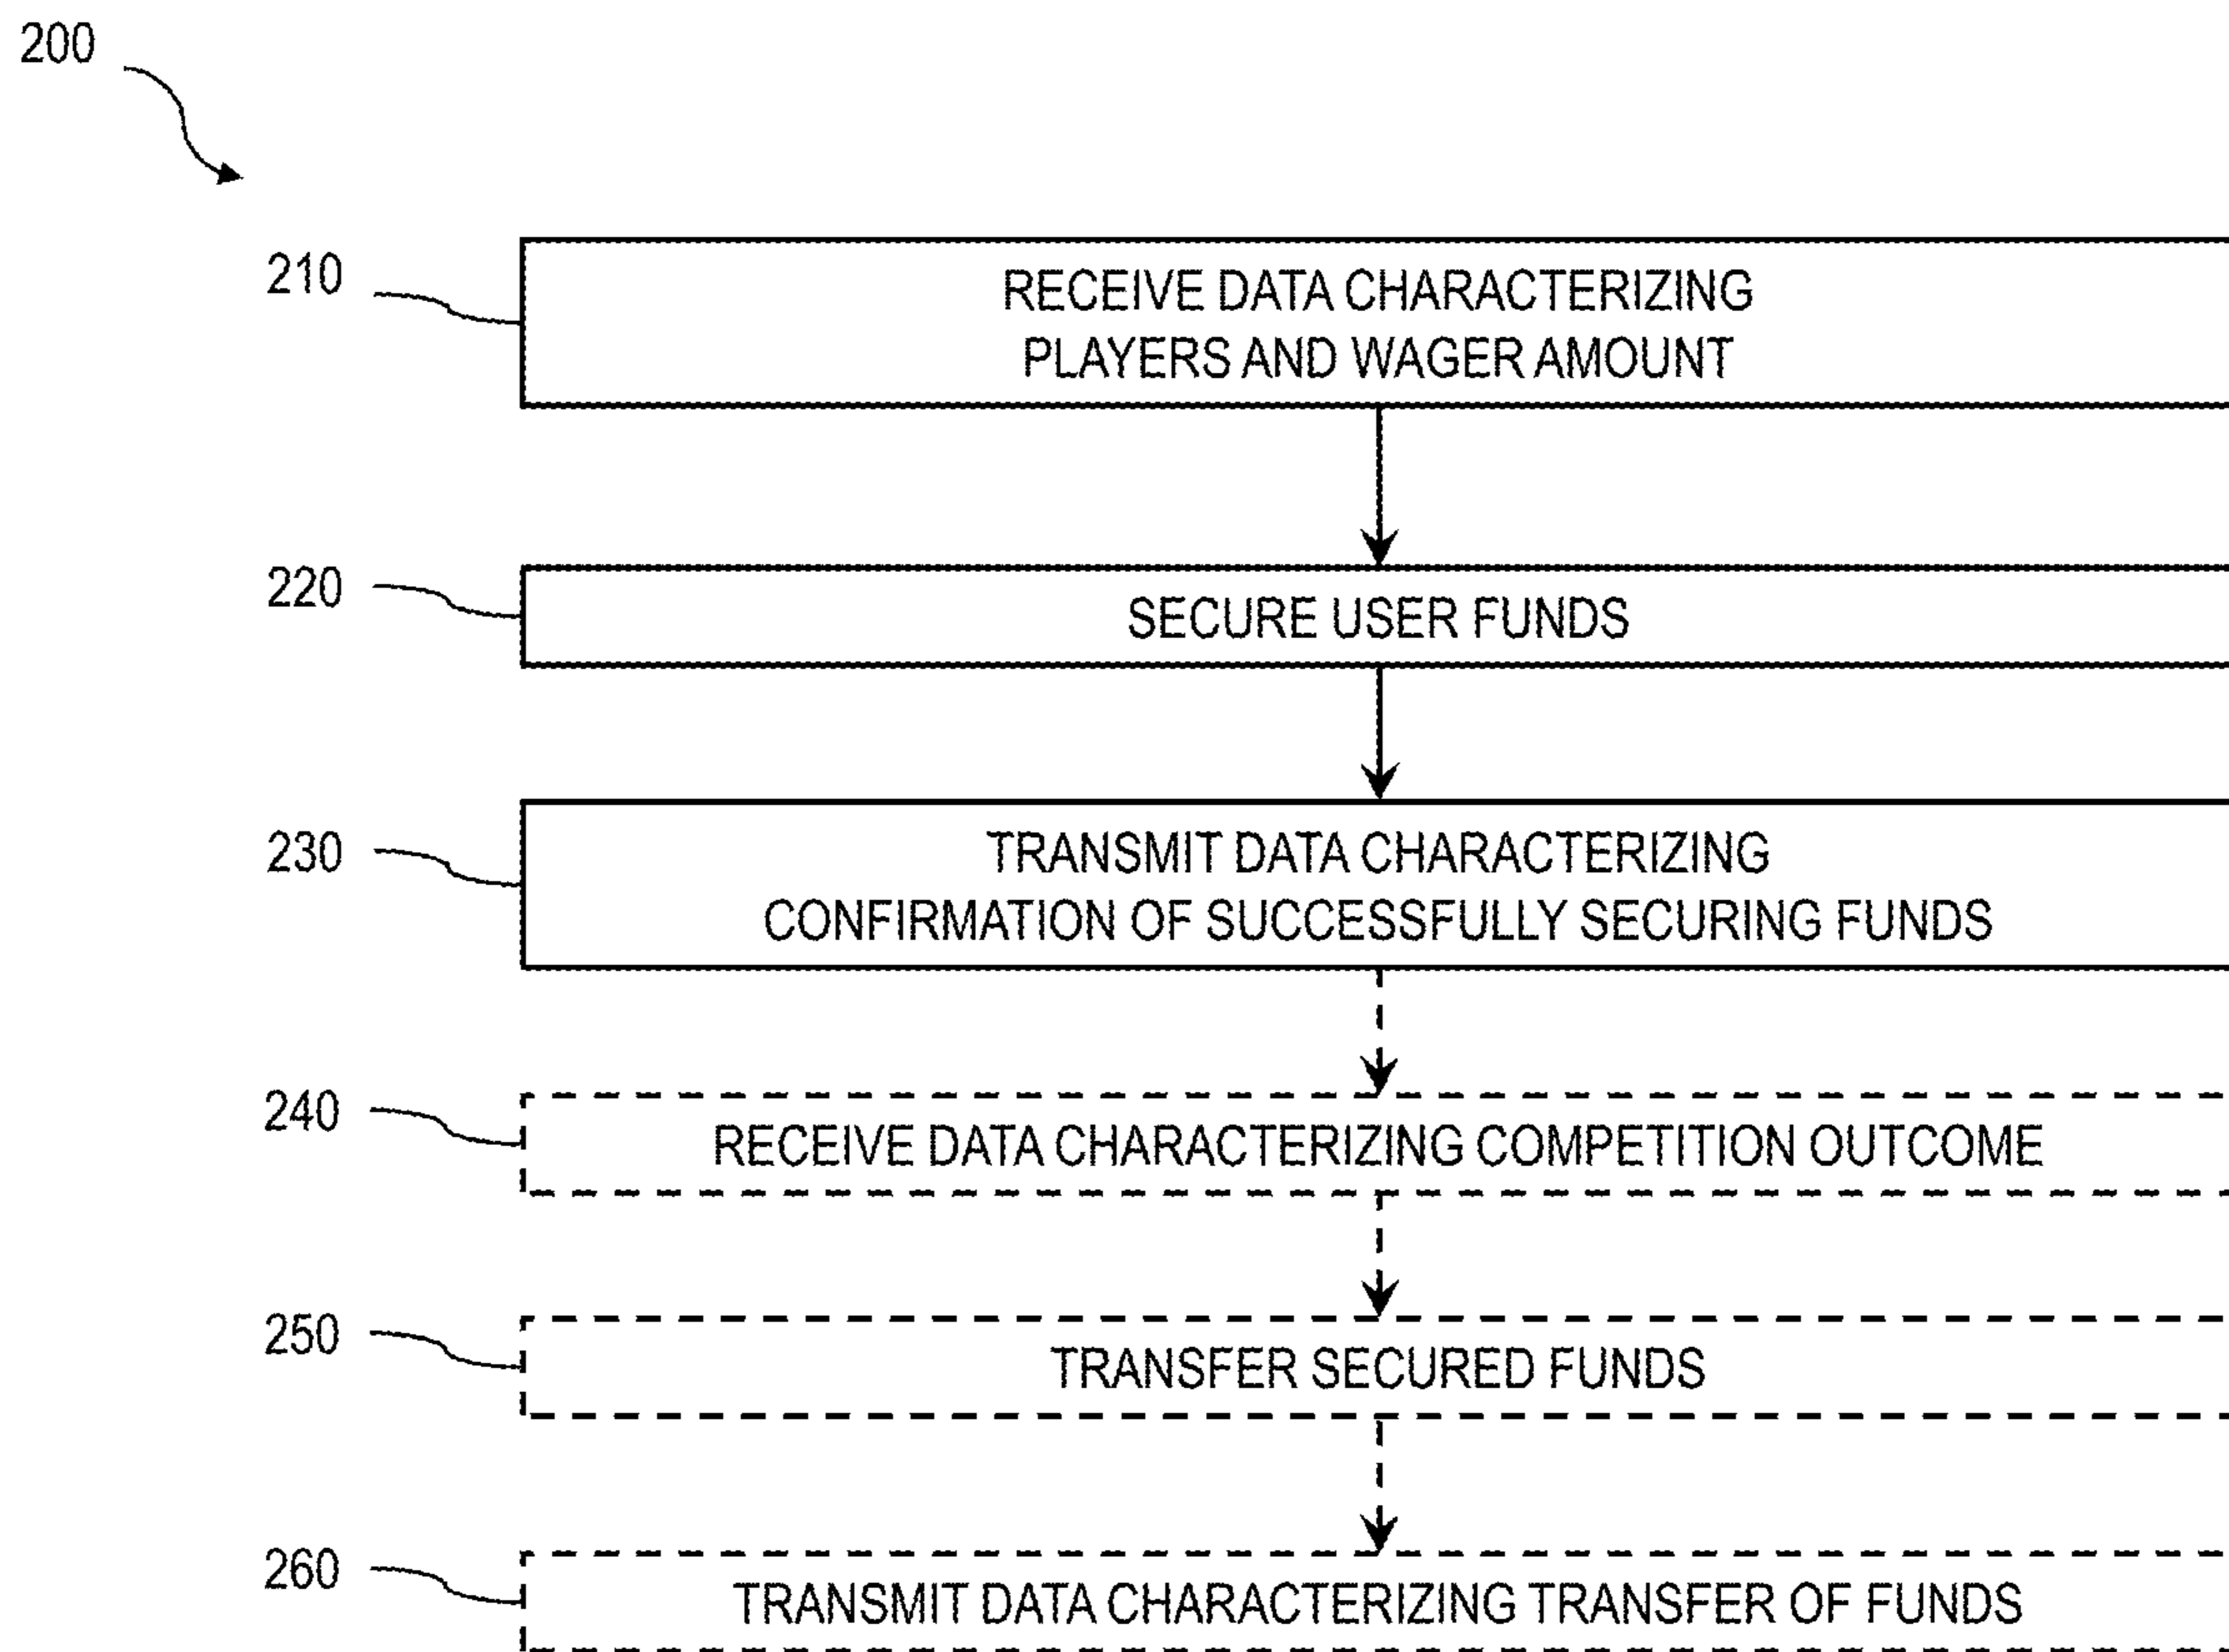 200
210
RECEIVE DATA CHARACTERIZING
PLAYERS AND WAGER AMOUNT
220
SECURE USER FUNDS
230
TRANSMIT DATA CHARACTERIZING
CONFIRMATION OF SUCCESSFULLY SECURING FUNDS
240
RECEIVE DATA CHARACTERIZING COMPETITION OUTCOME
250
TRANSFER SECURED FUNDS
260
TRANSMIT DATA CHARACTERIZING TRANSFER OF FUNDS